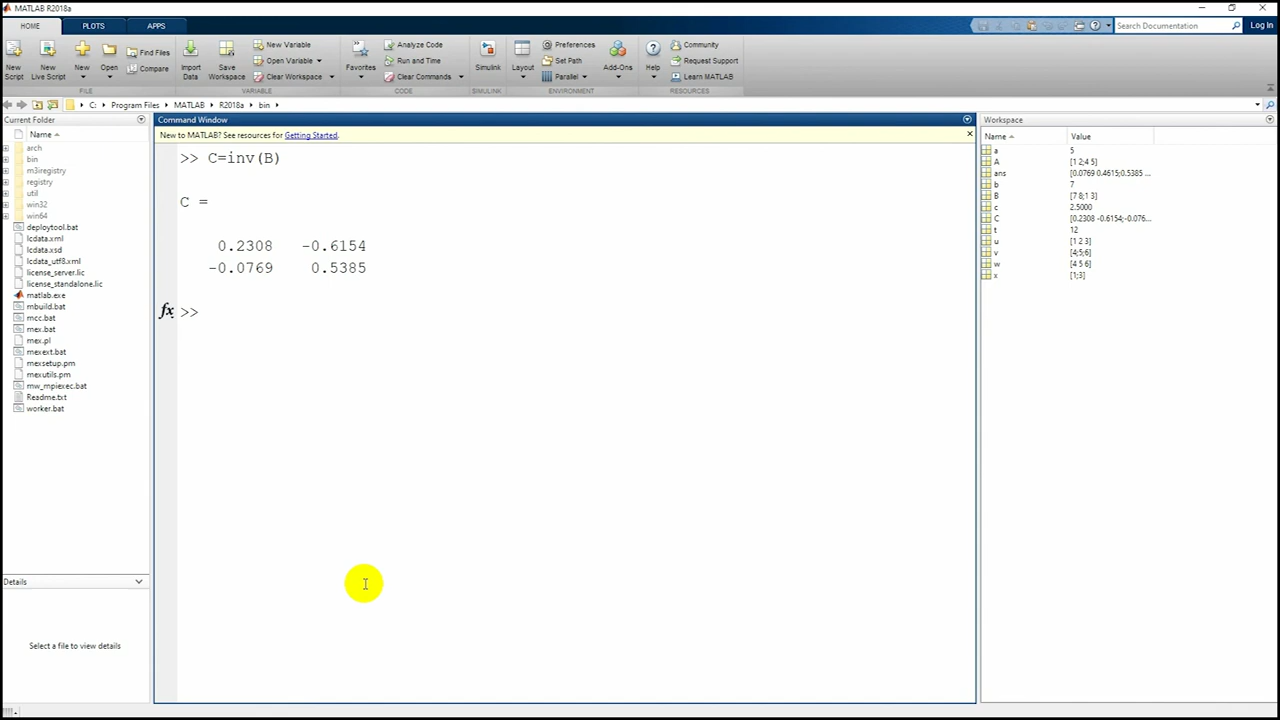 MATLAB R2018a
HOME PLOTS APPS
Search Documentation
Log In
New Script
New Live Script
New
Open
Find Files
Compare
Import Data
Save Workspace
New Variable
Open Variable
Clear Workspace
Favorites
Analyze Code
Run and Time
Clear Commands
Simulink
Layout
Preferences
Set Path
Parallel
Add-Ons
Help
Community
Request Support
Learn MATLAB
FILE VARIABLE CODE SIMULINK ENVIRONMENT RESOURCES
C: Program Files MATLAB R2018a bin
Current Folder
Name
arch
bin
m3iregistry
registry
util
win32
win64
deploytool.bat
lcdata.xml
lcdata.xsd
lcdata_utf8.xml
license_server.lic
license_standalone.lic
matlab.exe
mbuild.bat
mcc.bat
mex.bat
mex.pl
mexext.bat
mexsetup.pm
mexutils.pm
mw_mpiexec.bat
Readme.txt
worker.bat
Details
Select a file to view details
Command Window
New to MATLAB? See resources for Getting Started.
>> C=inv(B)
C =
0.2308 -0.6154
-0.0769 0.5385
fx >>
Workspace
Name Value
a 5
A [1 2;4 5]
ans [0.0769 0.4615;0.5385 ...
b 7
B [7 8;1 3]
c 2.5000
C [0.2308 -0.6154;-0.076...
t 12
u [1 2 3]
v [4;5;6]
w [4 5 6]
x [1;3]